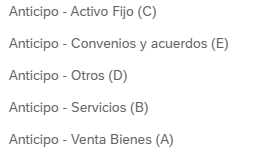 Anticipo - Activo Fijo (C)
Anticipo - Convenios y acuerdos (E)
Anticipo - Otros (D)
Anticipo - Servicios (B)
Anticipo - Venta Bienes (A)